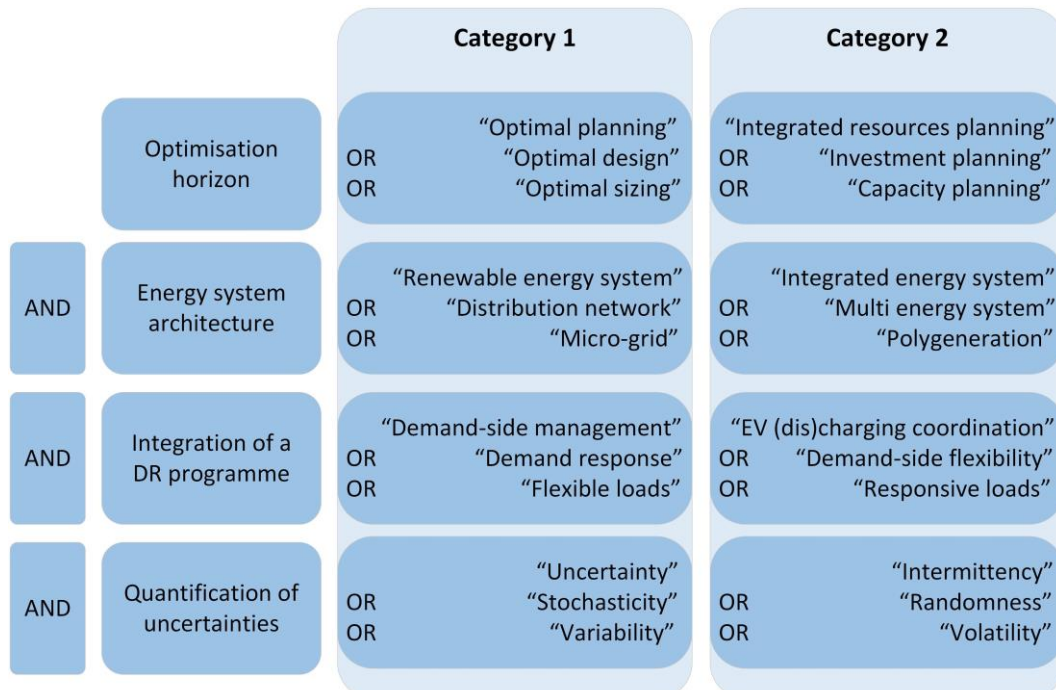 Category 1
Category 2
Optimisation
horizon
“Optimal planning”
OR “Optimal design”
OR “Optimal sizing”
“Integrated resources planning”
OR “Investment planning”
OR “Capacity planning”
AND
Energy system
architecture
“Renewable energy system”
OR “Distribution network”
OR “Micro-grid”
“Integrated energy system”
OR “Multi energy system”
OR “Polygeneration”
AND
Integration of a
DR programme
“Demand-side management”
OR “Demand response”
OR “Flexible loads”
“EV (dis)charging coordination”
OR “Demand-side flexibility”
OR “Responsive loads”
AND
Quantification of
uncertainties
“Uncertainty”
OR “Stochasticity”
OR “Variability”
“Intermittency”
OR “Randomness”
OR “Volatility”